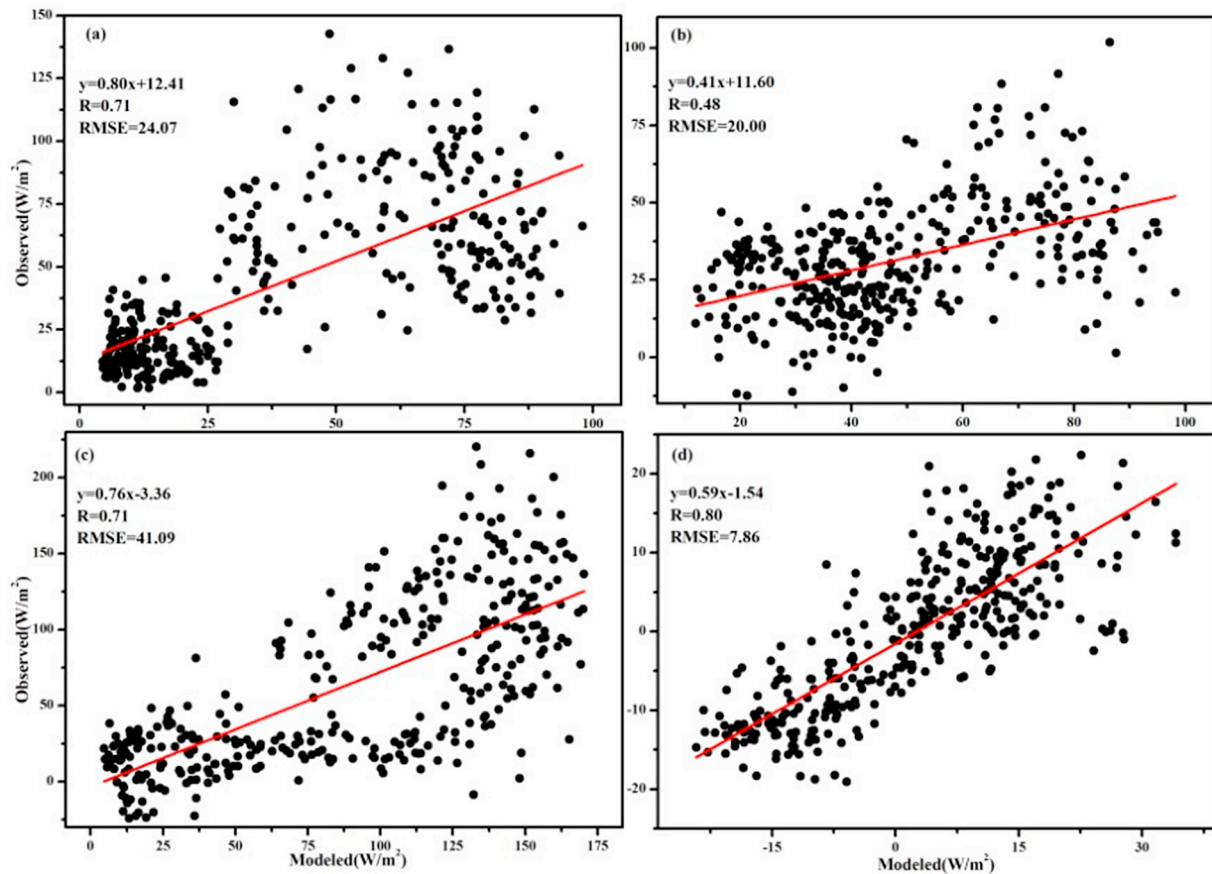 (a)
y=0.80x+12.41
R=0.71
RMSE=24.07
Observed(W/m²)
150
125
100
75
50
25
0
0 25 50 75 100
(b)
y=0.41x+11.60
R=0.48
RMSE=20.00
100
75
50
25
0
20 40 60 80 100
(c)
y=0.76x-3.36
R=0.71
RMSE=41.09
Observed(W/m²)
200
150
100
50
0
0 25 50 75 100 125 150 175
Modeled(W/m²)
(d)
y=0.59x-1.54
R=0.80
RMSE=7.86
20
10
0
-10
-20
-15 0 15 30
Modeled(W/m²)